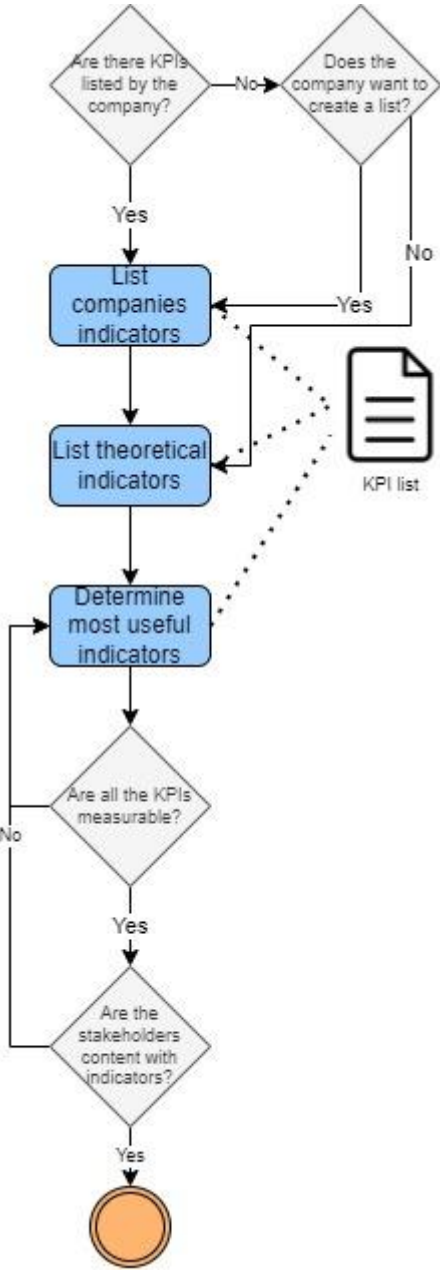 Are there KPIs
listed by the
company?
No
Does the
company want to
create a list?
Yes
No
List
companies
indicators
Yes
List theoretical
indicators
KPI list
Determine
most useful
indicators
Are all the KPIs
measurable?
No
Yes
Are the
stakeholders
content with
indicators?
Yes